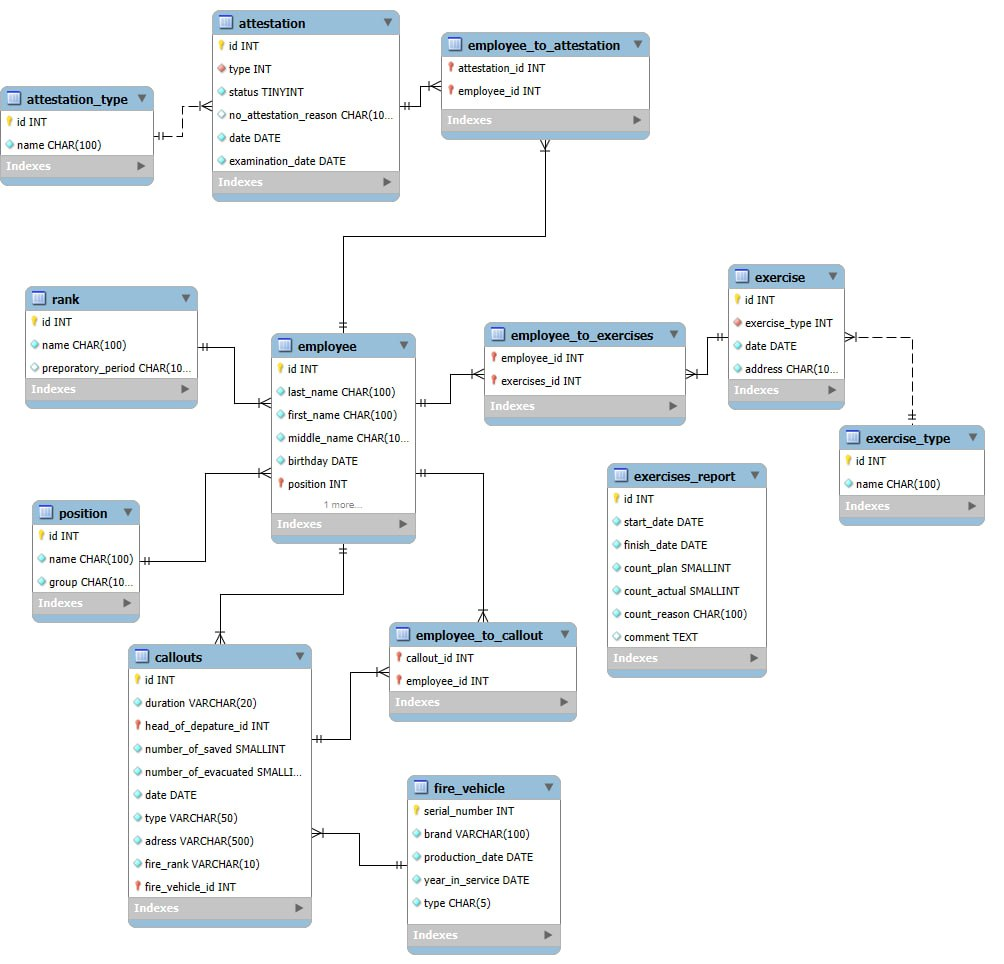 attestation
id INT
type INT
status TINYINT
no_attestation_reason CHAR(10...
date DATE
examination_date DATE
Indexes
employee_to_attestation
attestation_id INT
employee_id INT
Indexes
attestation_type
id INT
name CHAR(100)
Indexes
rank
id INT
name CHAR(100)
preporatory_period CHAR(10...
Indexes
employee
id INT
last_name CHAR(100)
first_name CHAR(100)
middle_name CHAR(10...
birthday DATE
position INT
1 more...
Indexes
employee_to_exercises
employee_id INT
exercises_id INT
Indexes
exercise
id INT
exercise_type INT
date DATE
address CHAR(10...
Indexes
exercise_type
id INT
name CHAR(100)
Indexes
exercises_report
id INT
start_date DATE
finish_date DATE
count_plan SMALLINT
count_actual SMALLINT
count_reason CHAR(100)
comment TEXT
Indexes
position
id INT
name CHAR(100)
group CHAR(10...
Indexes
callouts
id INT
duration VARCHAR(20)
head_of_depature_id INT
number_of_saved SMALLINT
number_of_evacuated SMALLI...
date DATE
type VARCHAR(50)
adress VARCHAR(500)
fire_rank VARCHAR(10)
fire_vehicle_id INT
Indexes
employee_to_callout
callout_id INT
employee_id INT
Indexes
fire_vehicle
serial_number INT
brand VARCHAR(100)
production_date DATE
year_in_service DATE
type CHAR(5)
Indexes